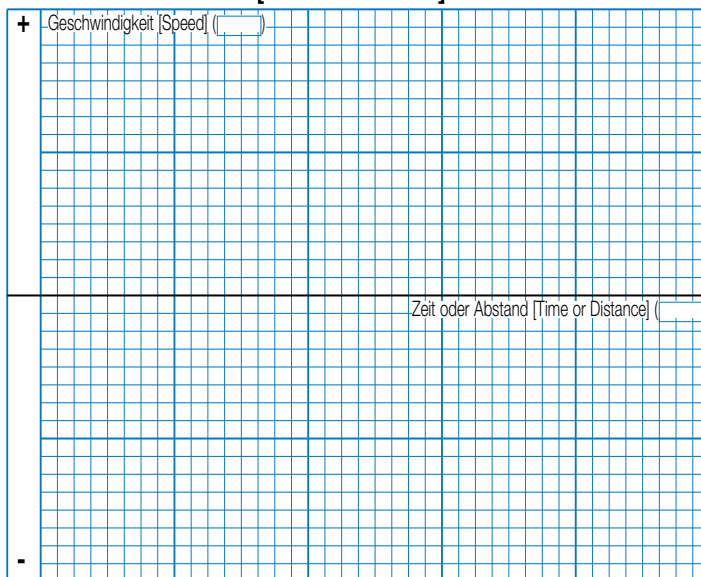 + Geschwindigkeit [Speed] ( )
Zeit oder Abstand [Time or Distance] (
-